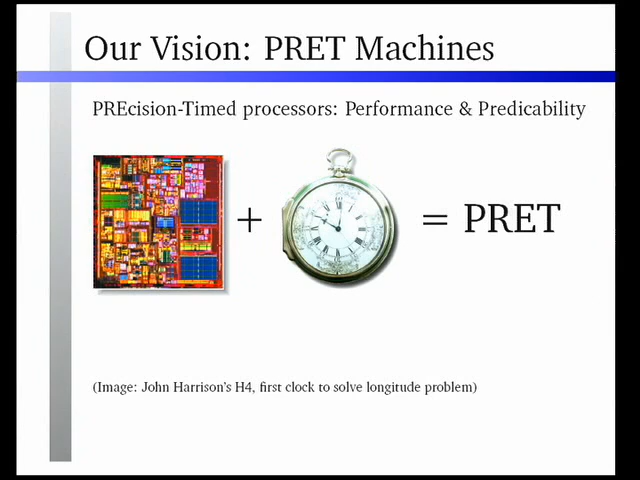 Our Vision: PRET Machines
PREcision-Timed processors: Performance & Predicability
+
= PRET
(Image: John Harrison's H4, first clock to solve longitude problem)